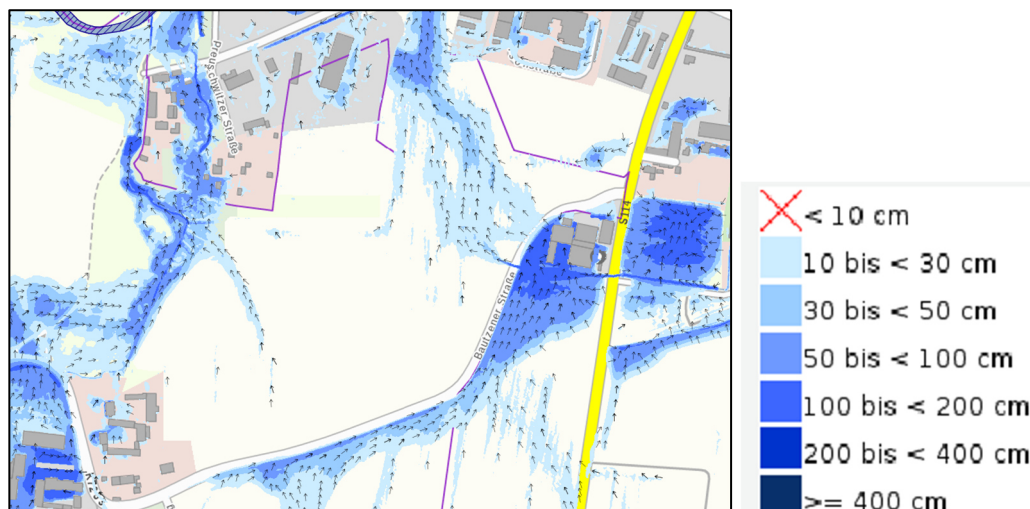 Preuschwitzer Straße
S114
Bautzener Straße
< 10 cm
10 bis < 30 cm
30 bis < 50 cm
50 bis < 100 cm
100 bis < 200 cm
200 bis < 400 cm
>= 400 cm